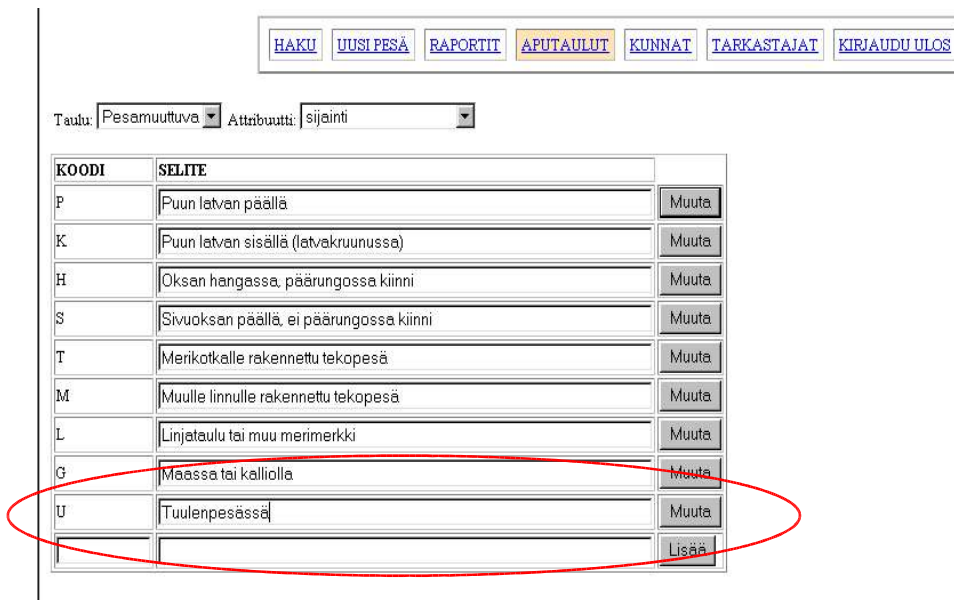 HAKU UUSI PESÄ RAPORTIT APUTAULUT KUNNAT TARKASTAJAT KIRJAUDU ULOS
Taulu: Pesamuuttuva Attribuutti: sijainti
KOODI SELITE
P Puun latvan päällä Muuta
K Puun latvan sisällä (latvakruunussa) Muuta
H Oksan hangassa, päärungossa kiinni Muuta
S Sivuoksan päällä, ei päärungossa kiinni Muuta
T Merikotkalle rakennettu tekopesä Muuta
M Muulle linnulle rakennettu tekopesä Muuta
L Linjataulu tai muu merimerkki Muuta
G Maassa tai kalliolla Muuta
U Tuulenpesässä Muuta
Lisää